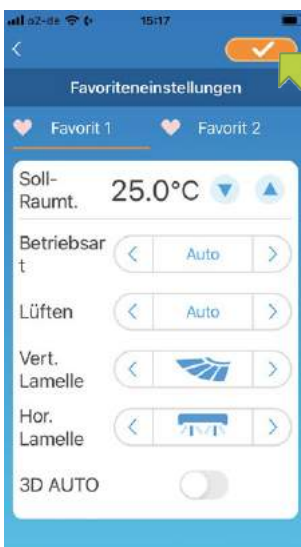 o2-de 15:17
Favoriteneinstellungen
Favorit 1 Favorit 2
Soll-
Raumt. 25.0°C
Betriebsar
t Auto
Lüften Auto
Vert.
Lamelle
Hor.
Lamelle
3D AUTO